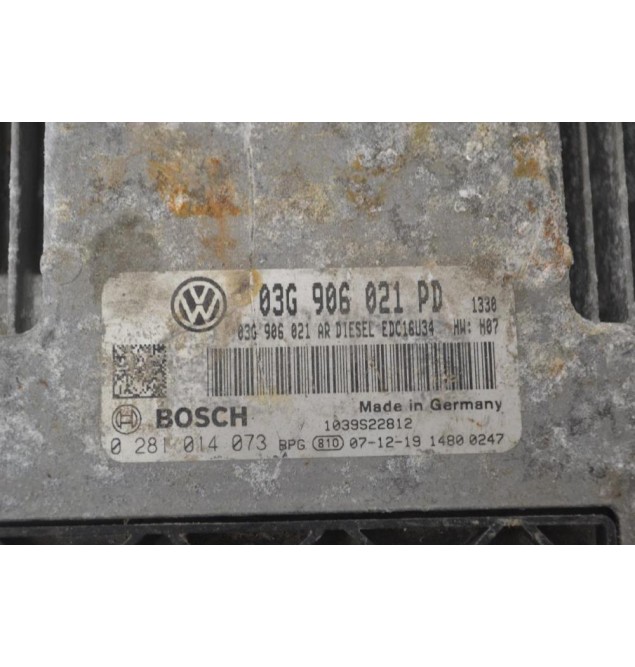 03G 906 021 PD 1330
03G 906 021 AR DIESEL EDC16U34 HW: H07
Made in Germany
BOSCH 1039S22812
0 281 014 073 BPG 810 07-12-19 1480 0247